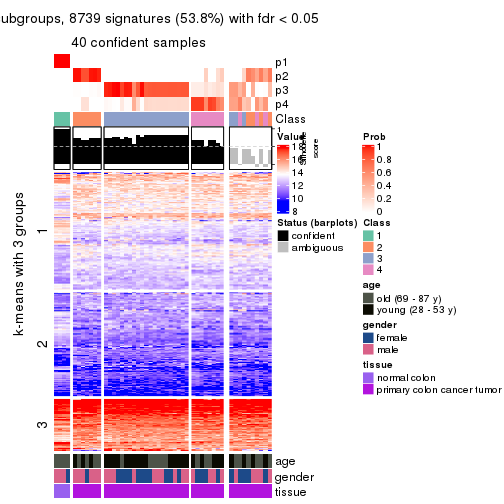 ubgroups, 8739 signatures (53.8%) with fdr < 0.05
40 confident samples
p1
p2
p3
p4
Class
1
Value
18
16
14
12
10
8
score
Prob
1
0.8
0.6
0.4
0.2
0
Status (barplots)
confident
ambiguous
Class
1
2
3
4
age
old (69 - 87 y)
young (28 - 53 y)
gender
female
male
tissue
normal colon
primary colon cancer tumor
k-means with 3 groups
1
2
3
age
gender
tissue